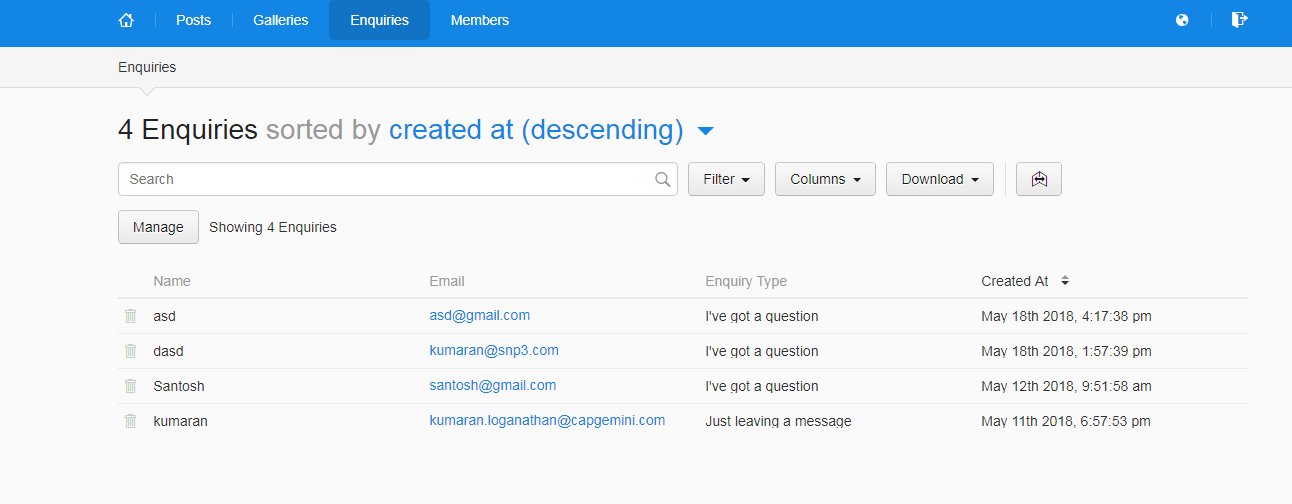 Posts Galleries Enquiries Members
Enquiries
4 Enquiries sorted by created at (descending)
Search Filter Columns Download
Manage Showing 4 Enquiries
Name Email Enquiry Type Created At
asd asd@gmail.com I've got a question May 18th 2018, 4:17:38 pm
dasd kumaran@snp3.com I've got a question May 18th 2018, 1:57:39 pm
Santosh santosh@gmail.com I've got a question May 12th 2018, 9:51:58 am
kumaran kumaran.loganathan@capgemini.com Just leaving a message May 11th 2018, 6:57:53 pm